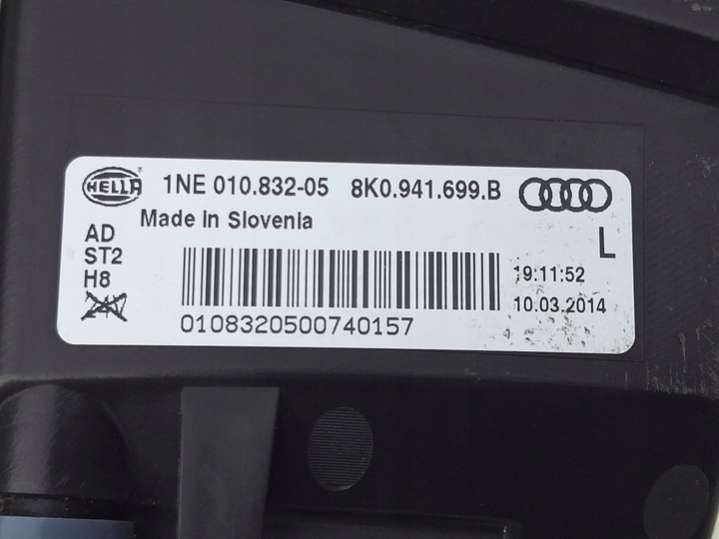 HELLA 1NE 010.832-05 8K0.941.699.B
Made in Slovenia
AD
ST2
H8
24V
L
19:11:52
10.03.2014
0108320500740157